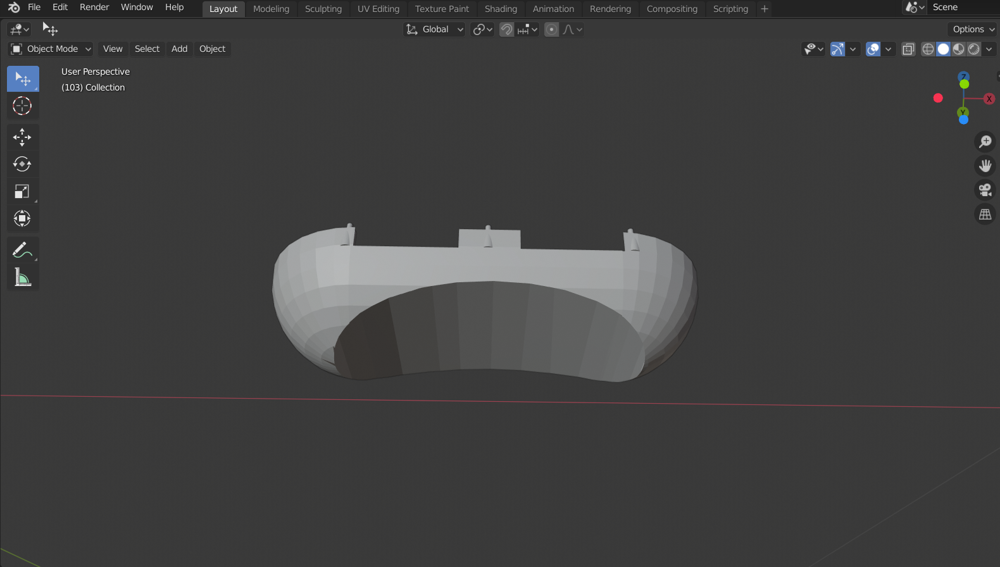 File Edit Render Window Help Layout Modeling Sculpting UV Editing Texture Paint Shading Animation Rendering Compositing Scripting + Scene
Global Options
Object Mode View Select Add Object
User Perspective
(103) Collection
Z
X
Y